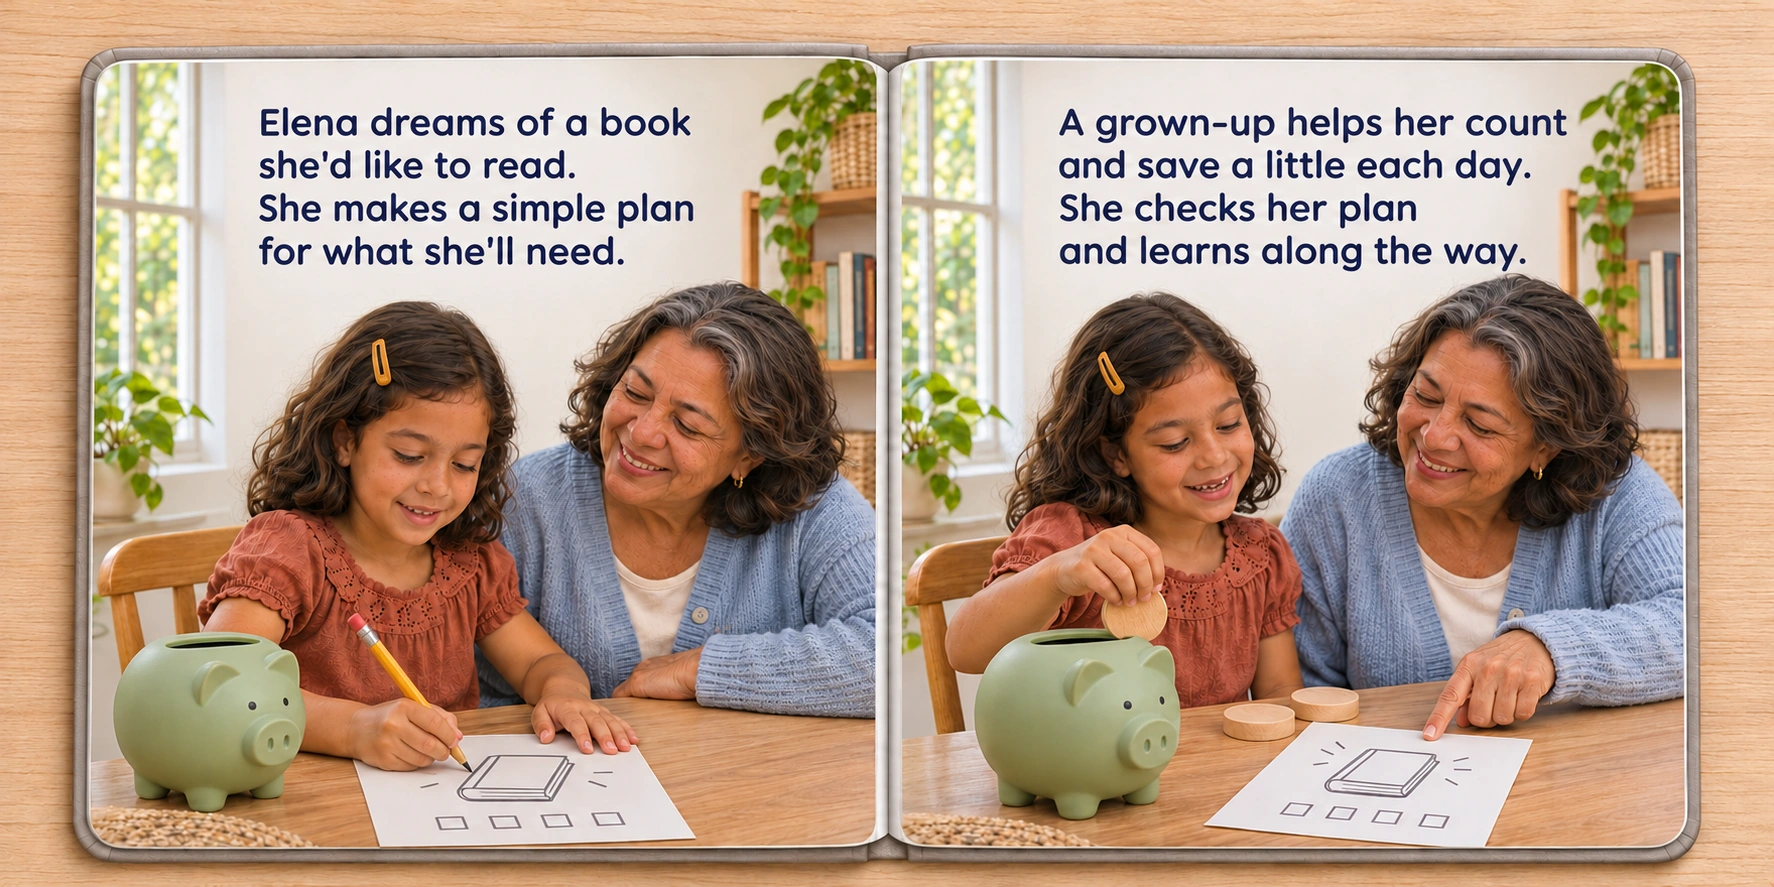 Elena dreams of a book
she'd like to read.
She makes a simple plan
for what she'll need.
A grown-up helps her count
and save a little each day.
She checks her plan
and learns along the way.